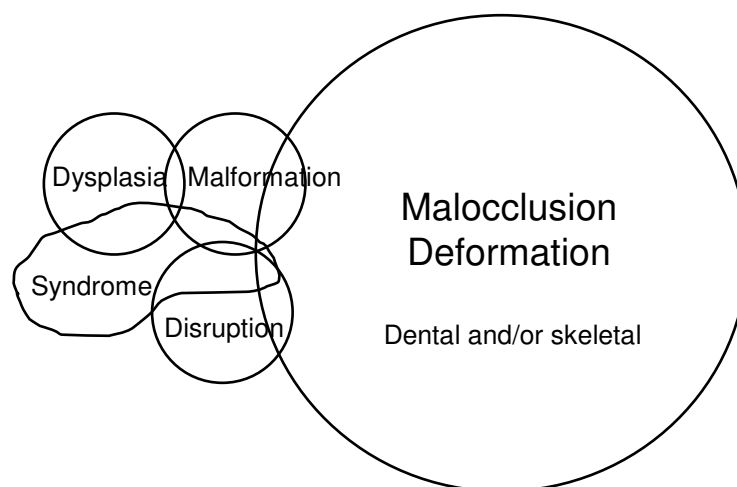 Dysplasia
Malformation
Malocclusion
Deformation
Syndrome
Disruption
Dental and/or skeletal